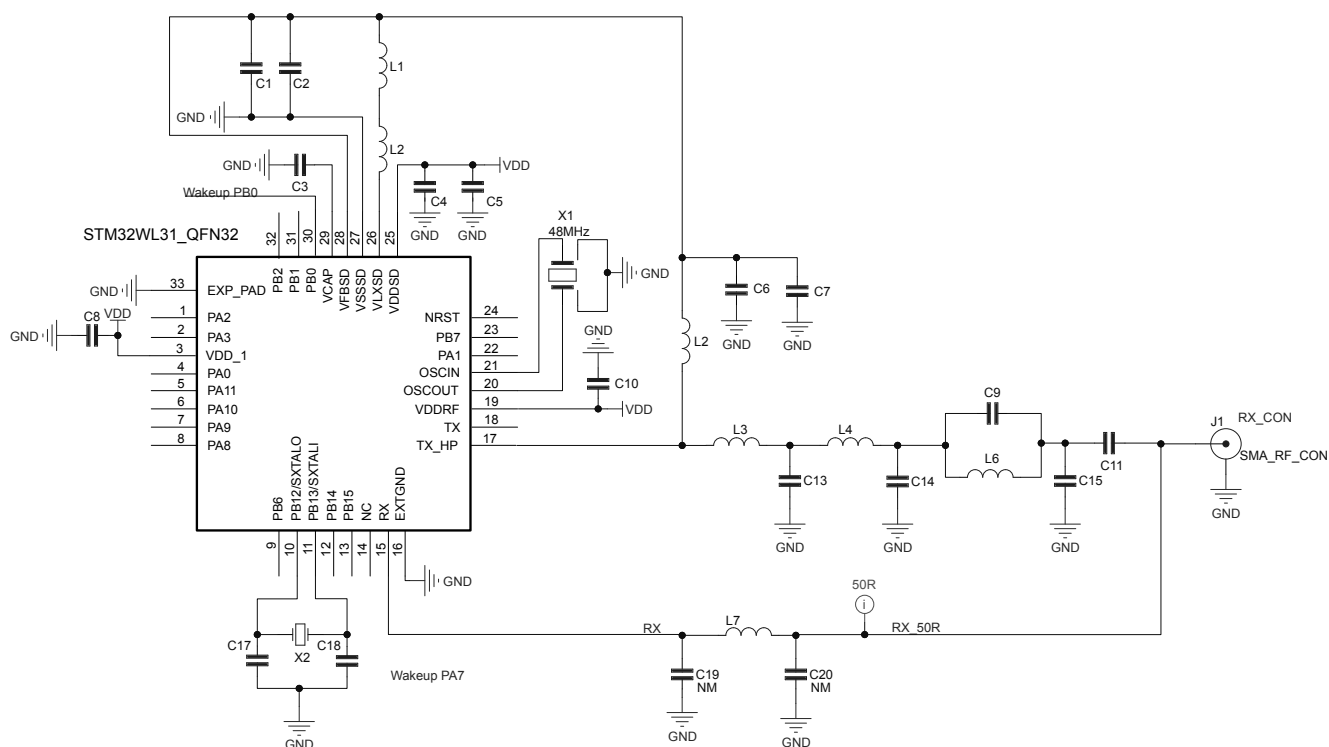 L1
C1
C2
GND
L2
GND
C3
VDD
C4
C5
GND
GND
Wakeup PB0
X1
48MHz
GND
STM32WL31_QFN32
32
31
30
29
28
27
26
25
PB2
PB1
PB0
VCAP
VFBSD
VSSSD
VLXSD
VDDSD
GND
33
EXP_PAD
VDD
C8
GND
1
PA2
2
PA3
3
VDD_1
4
PA0
5
PA11
6
PA10
7
PA9
8
PA8
NRST
24
PB7
23
PA1
22
OSCIN
21
OSCOUT
20
VDDRF
19
TX
18
TX_HP
17
GND
C10
VDD
C6
C7
GND
GND
L2
L3
L4
C9
L6
C13
C14
C15
C11
GND
GND
GND
J1
RX_CON
SMA_RF_CON
GND
PB6
PB12/SXTALO
PB13/SXTALI
PB14
PB15
NC
RX
EXTGND
9
10
11
12
13
14
15
16
GND
C17
X2
C18
GND
Wakeup PA7
RX
L7
50R
i
RX_50R
C19
NM
C20
NM
GND
GND